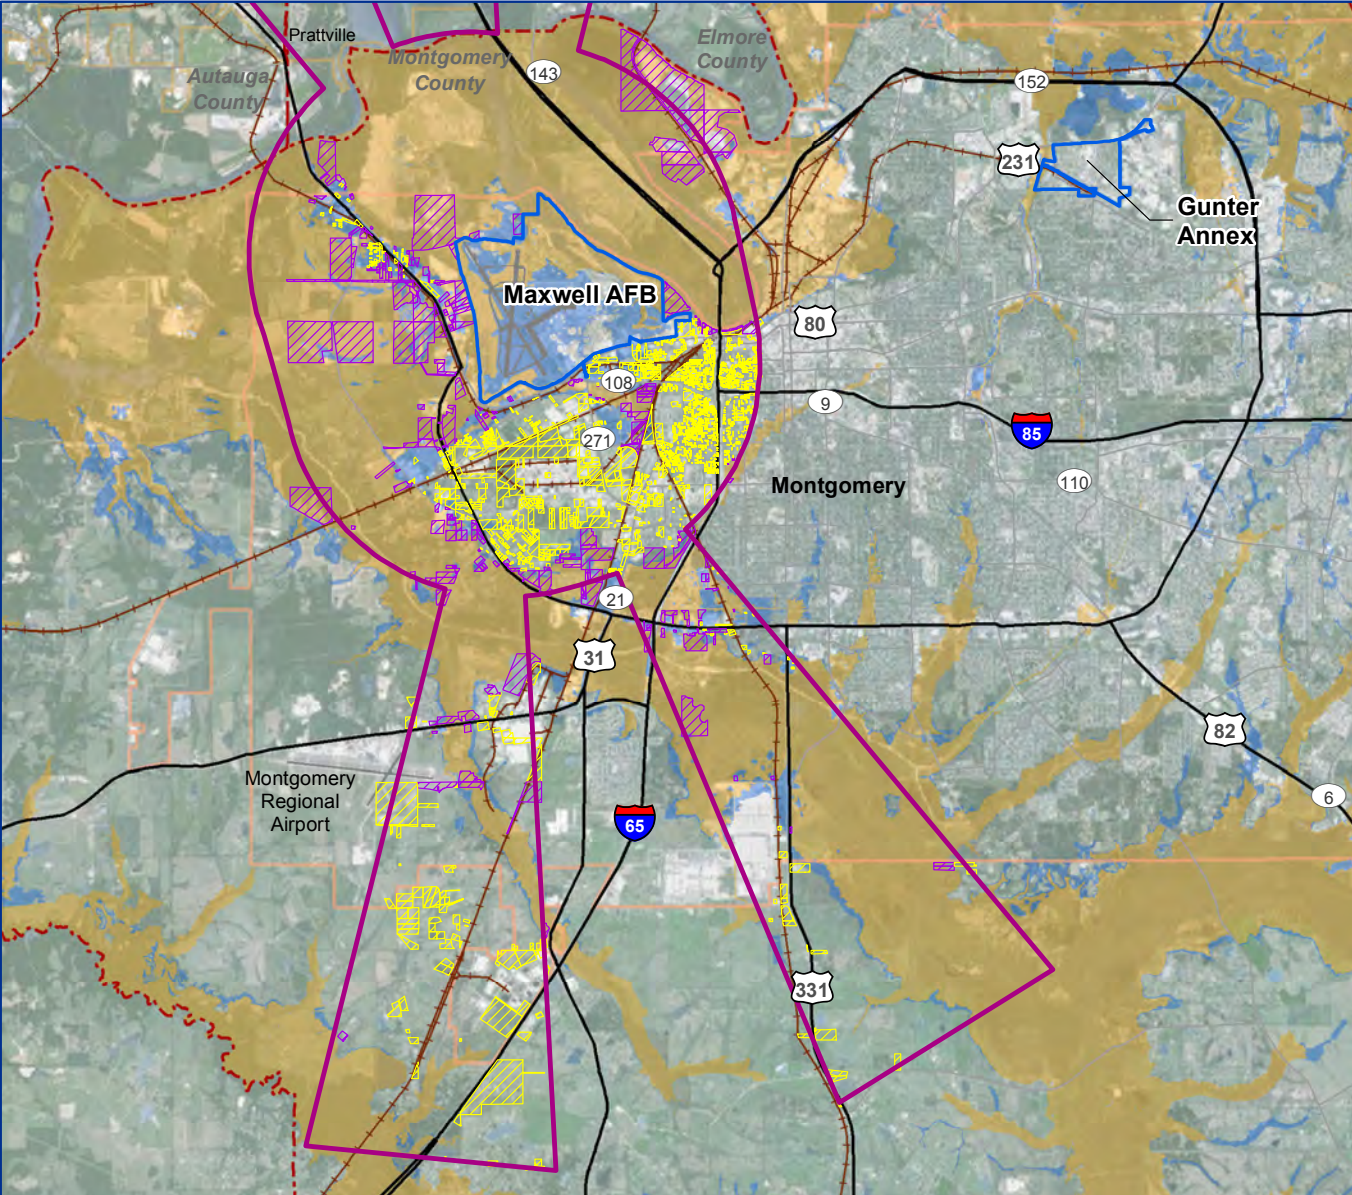 Prattville
Elmore
County
Montgomery
County
Autauga
County
143
152
231
Gunter
Annex
Maxwell AFB
80
108
9
85
271
110
Montgomery
21
31
82
Montgomery
Regional
Airport
6
65
331